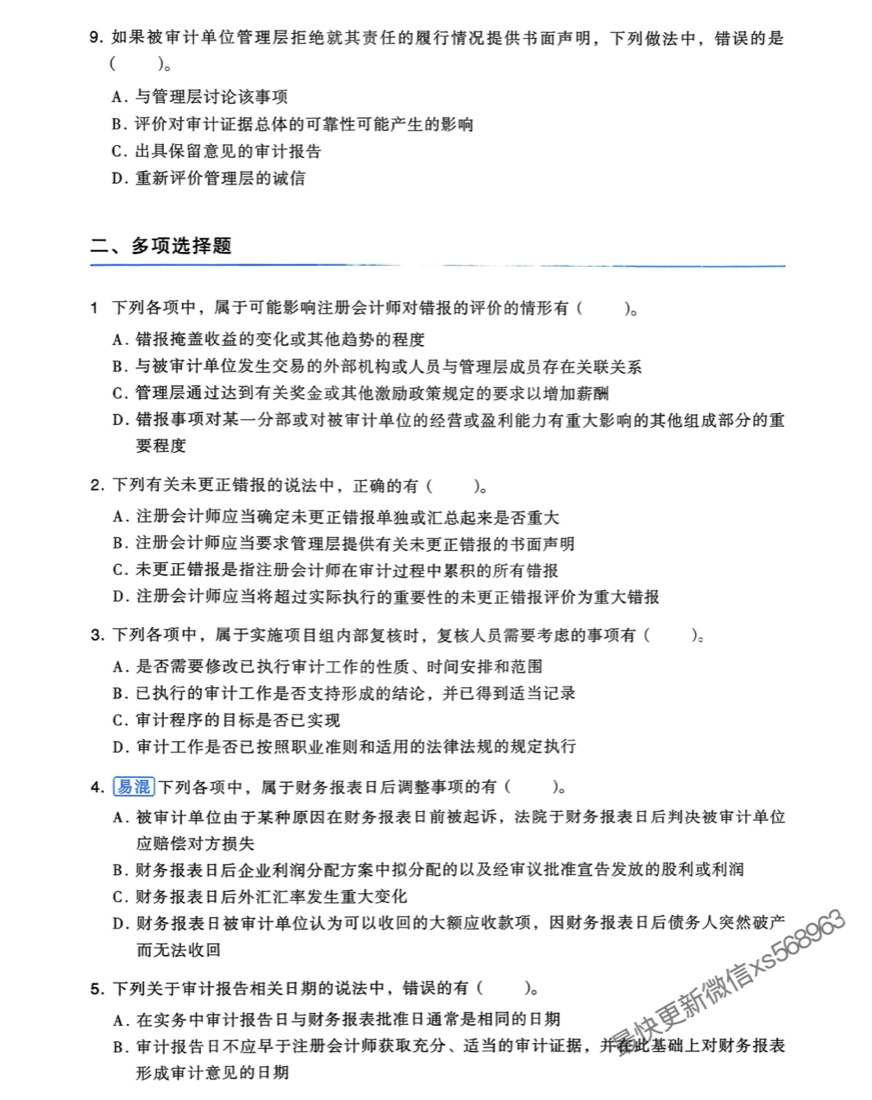 9. 如果被审计单位管理层拒绝就其责任的履行情况提供书面声明，下列做法中，错误的是
（　　）。
A. 与管理层讨论该事项
B. 评价对审计证据总体的可靠性可能产生的影响
C. 出具保留意见的审计报告
D. 重新评价管理层的诚信
二、多项选择题
1 下列各项中，属于可能影响注册会计师对错报的评价的情形有（　　）。
A. 错报掩盖收益的变化或其他趋势的程度
B. 与被审计单位发生交易的外部机构或人员与管理层成员存在关联关系
C. 管理层通过达到有关奖金或其他激励政策规定的要求以增加薪酬
D. 错报事项对某一分部或对被审计单位的经营或盈利能力有重大影响的其他组成部分的重
要程度
2. 下列有关未更正错报的说法中，正确的有（　　）。
A. 注册会计师应当确定未更正错报单独或汇总起来是否重大
B. 注册会计师应当要求管理层提供有关未更正错报的书面声明
C. 未更正错报是指注册会计师在审计过程中累积的所有错报
D. 注册会计师应当将超过实际执行的重要性的未更正错报评价为重大错报
3. 下列各项中，属于实施项目组内部复核时，复核人员需要考虑的事项有（　　）。
A. 是否需要修改已执行审计工作的性质、时间安排和范围
B. 已执行的审计工作是否支持形成的结论，并已得到适当记录
C. 审计程序的目标是否已实现
D. 审计工作是否已按照职业准则和适用的法律法规的规定执行
4. 易混 下列各项中，属于财务报表日后调整事项的有（　　）。
A. 被审计单位由于某种原因在财务报表日前被起诉，法院于财务报表日后判决被审计单位
应赔偿对方损失
B. 财务报表日后企业利润分配方案中拟分配的以及经审议批准宣告发放的股利或利润
C. 财务报表日后外汇汇率发生重大变化
D. 财务报表日被审计单位认为可以收回的大额应收款项，因财务报表日后债务人突然破产
而无法收回
5. 下列关于审计报告相关日期的说法中，错误的有（　　）。
A. 在实务中审计报告日与财务报表批准日通常是相同的日期
B. 审计报告日不应早于注册会计师获取充分、适当的审计证据，并在此基础上对财务报表
形成审计意见的日期
最快更新微信xs568963